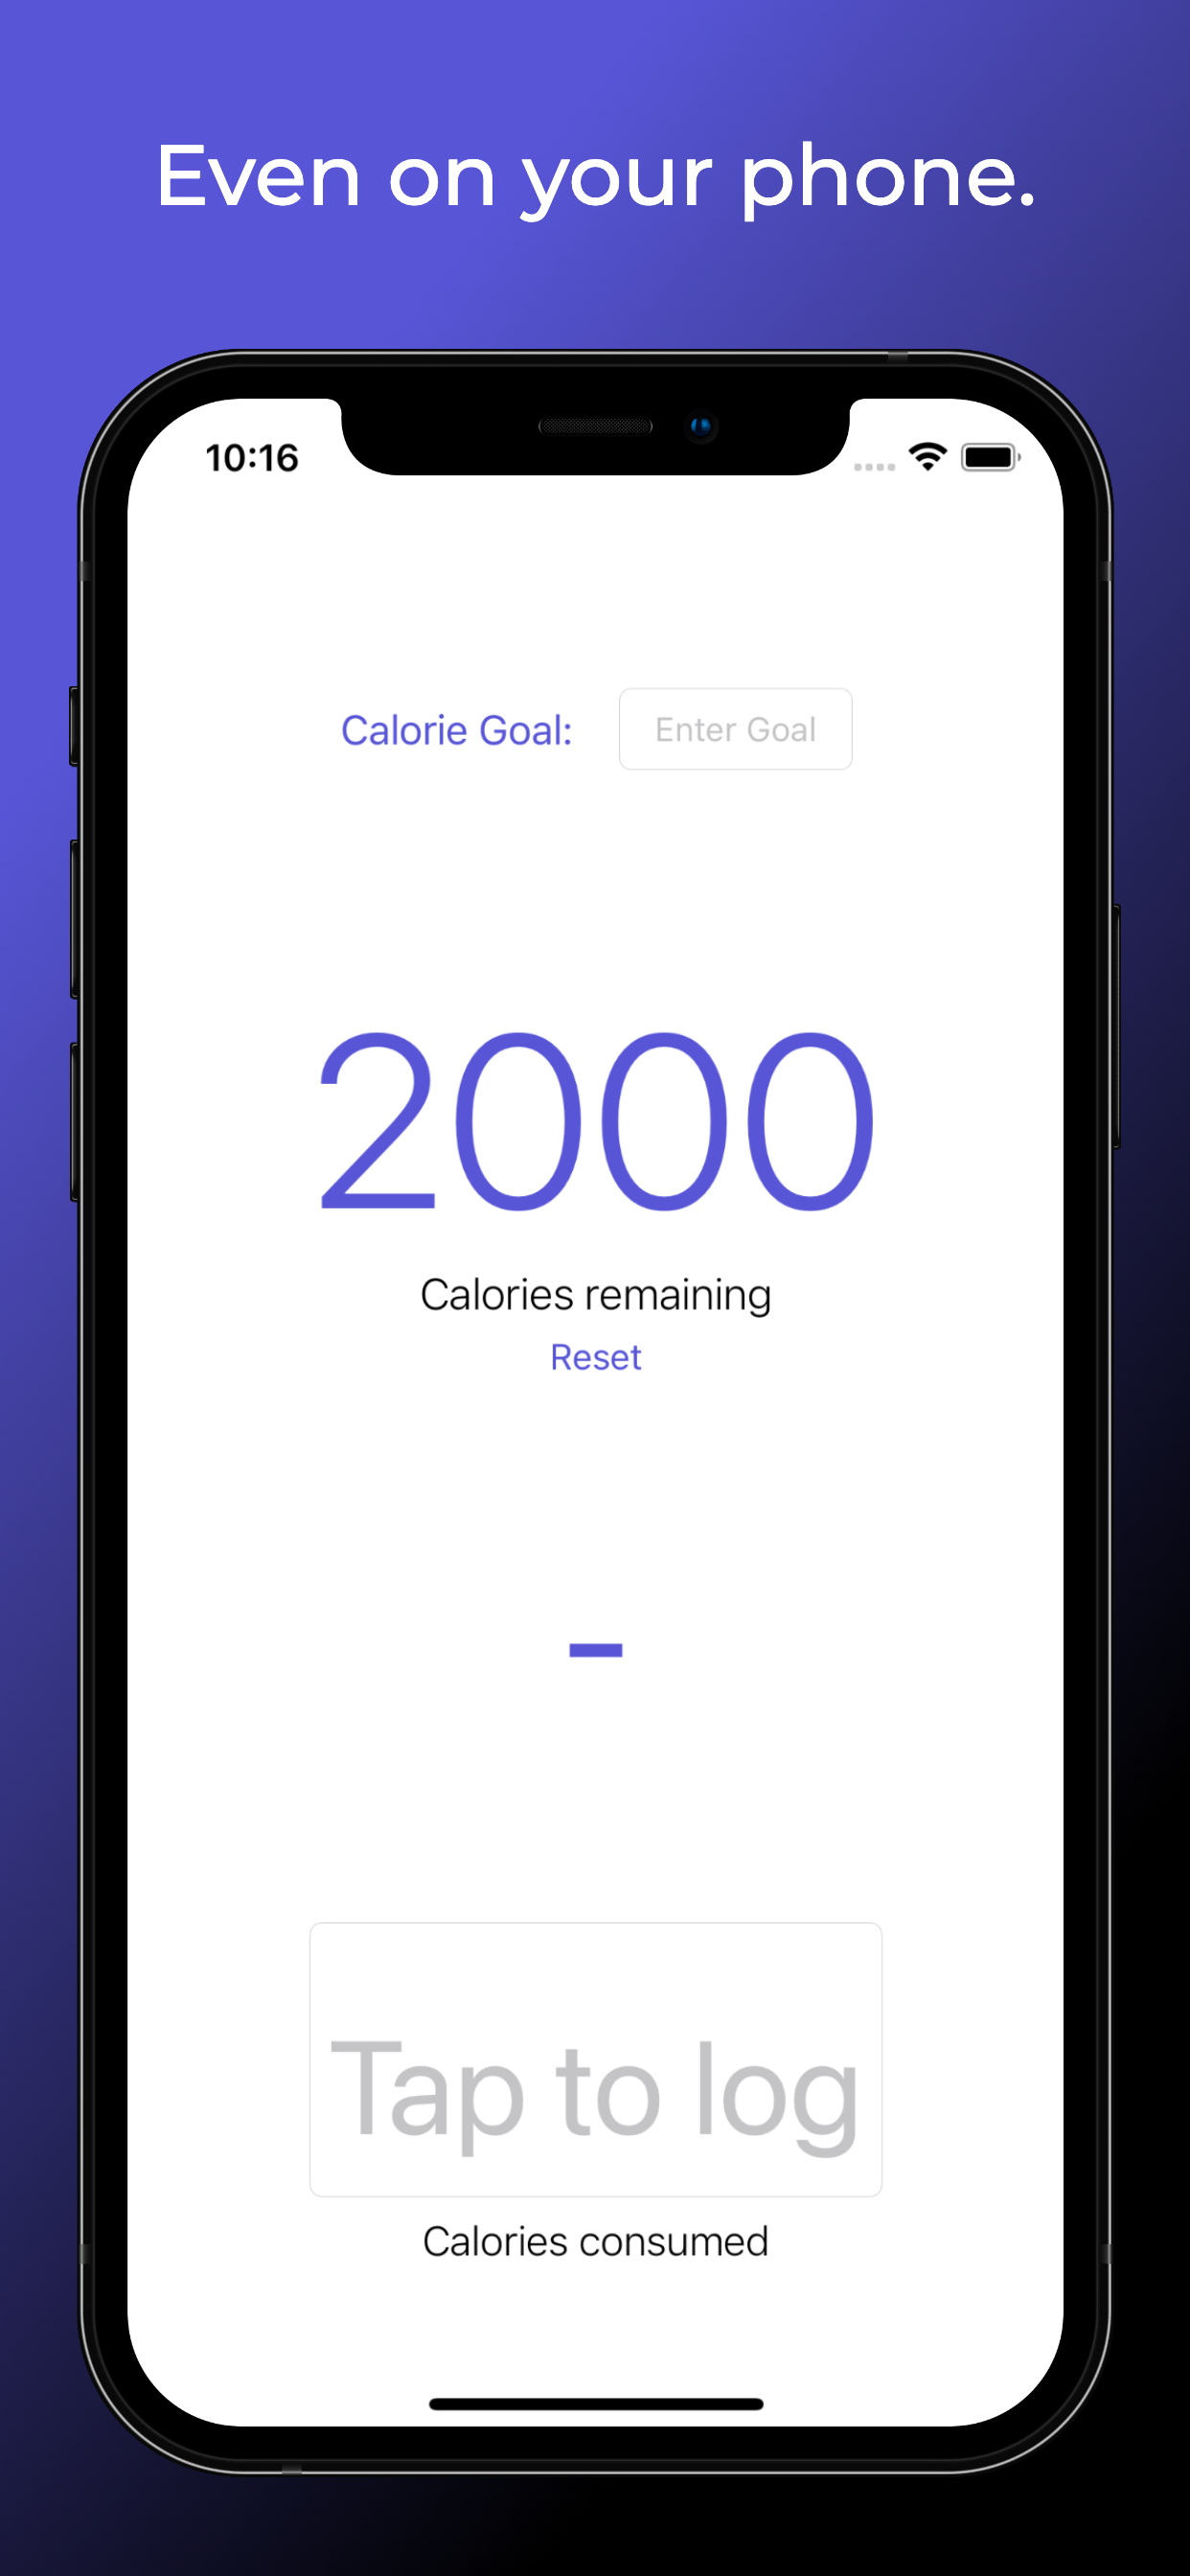 Even on your phone.
10:16
Calorie Goal: Enter Goal
2000
Calories remaining
Reset
-
Tap to log
Calories consumed